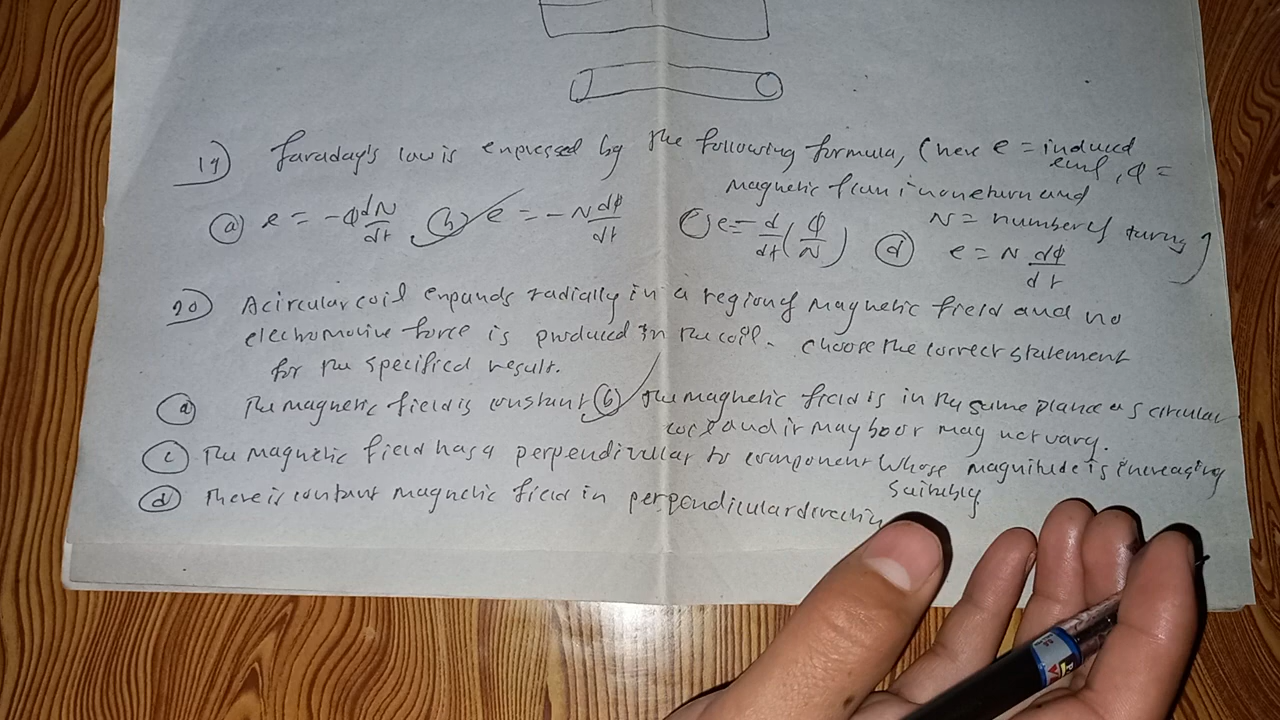 19) Faraday's law is expressed by the following formula, (here e = induced emf, φ =
magnetic flux in one turn and
N = number of turns)
(a) e = -φ dN/dt (b) e = -N dφ/dt (c) e = -d/dt (φ/N) (d) e = N dφ/dt
20) A circular coil expands radially in a region of magnetic field and no
electromotive force is produced in the coil. Choose the correct statement
for the specified result.
(a) The magnetic field is constant (b) The magnetic field is in the same plane as circular
coil and it may be or may not vary.
(c) The magnetic field has a perpendicular to component whose magnitude is increasing
suitably
(d) There is constant magnetic field in perpendicular direction